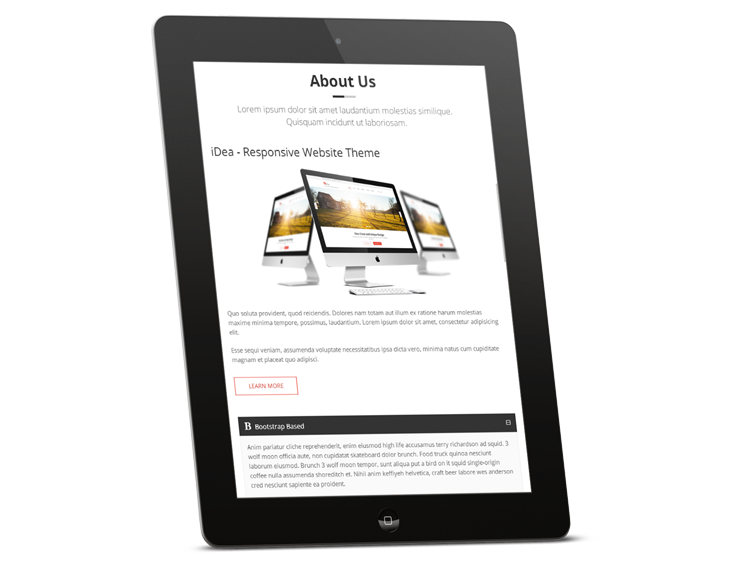 About Us
Lorem ipsum dolor sit amet laudantium molestias similique.
Quisquam incidunt ut laboriosam.
iDea - Responsive Website Theme
Quo soluta provident, quod reiciendis. Dolores nam totam aut illum ex ratione harum molestias
maxime minima tempore, possimus, laudantium. Lorem ipsum dolor sit amet, consectetur adipisicing
elit.
Esse sequi veniam, assumenda voluptate necessitatibus ipsa dicta vero, minima natus cum cupiditate
magnam et placeat quo adipisci.
LEARN MORE
B Bootstrap Based
Anim pariatur cliche reprehenderit, enim eiusmod high life accusamus terry richardson ad squid. 3
wolf moon officia aute, non cupidatat skateboard dolor brunch. Food truck quinoa nesciunt
laborum eiusmod. Brunch 3 wolf moon tempor, sunt aliqua put a bird on it squid single-origin
coffee nulla assumenda shoreditch et. Nihil anim keffiyeh helvetica, craft beer labore wes anderson
cred nesciunt sapiente ea proident.